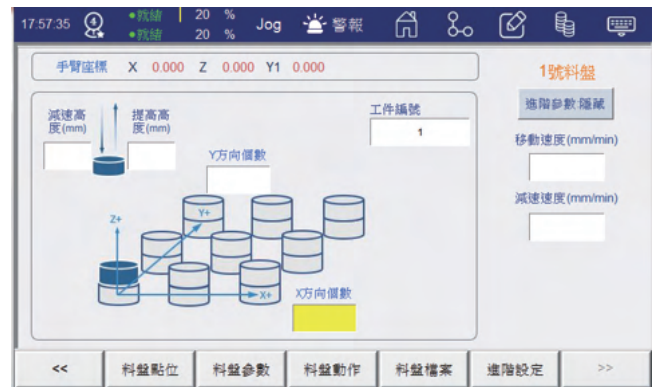 17:57:35 4 •就緒 20 % Jog 警報
•就緒 20 %
手臂座標 X 0.000 Z 0.000 Y1 0.000
1號料盤
進階參數:隱藏
減速高度(mm)
提高高度(mm)
工件編號
1
移動速度(mm/min)
Y方向個數
減速速度(mm/min)
Z+
Y+
X+
X方向個數
<< 料盤點位 料盤參數 料盤動作 料盤檔案 進階設定 >>